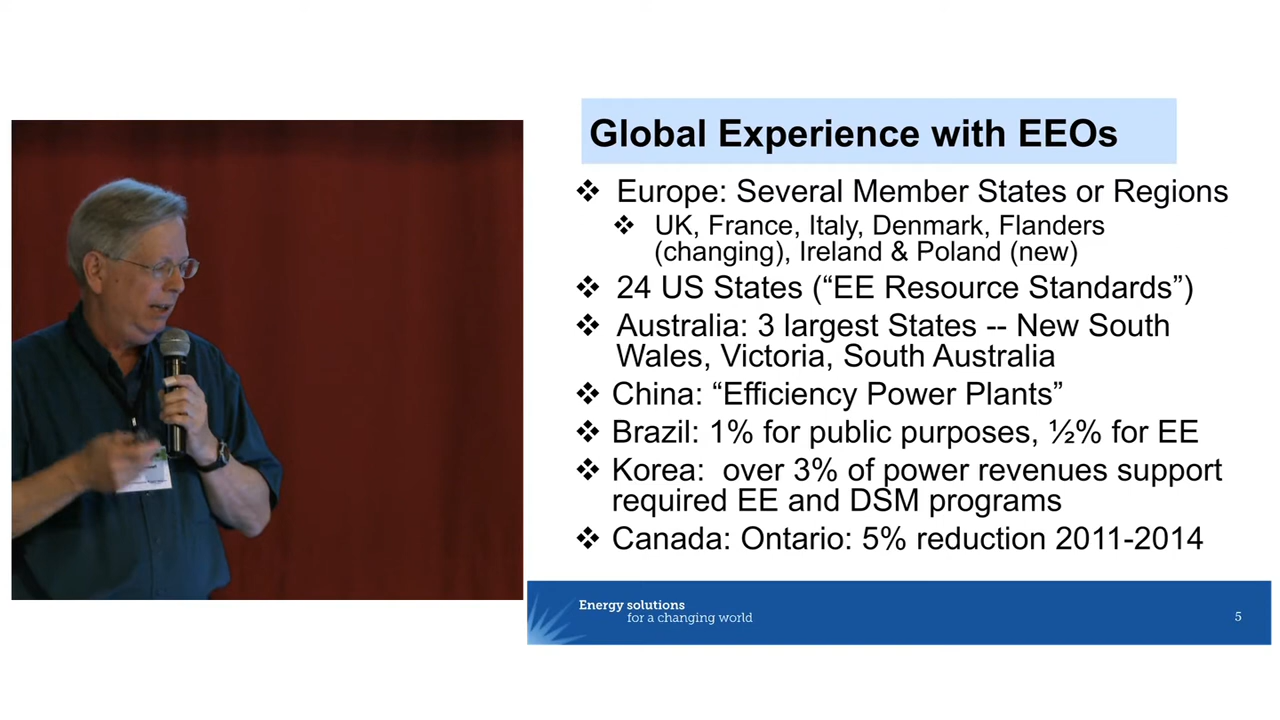 Global Experience with EEOs
❖ Europe: Several Member States or Regions
❖ UK, France, Italy, Denmark, Flanders
(changing), Ireland & Poland (new)
❖ 24 US States (“EE Resource Standards”)
❖ Australia: 3 largest States -- New South
Wales, Victoria, South Australia
❖ China: “Efficiency Power Plants”
❖ Brazil: 1% for public purposes, ½% for EE
❖ Korea:  over 3% of power revenues support
required EE and DSM programs
❖ Canada: Ontario: 5% reduction 2011-2014
Energy solutions
for a changing world
5